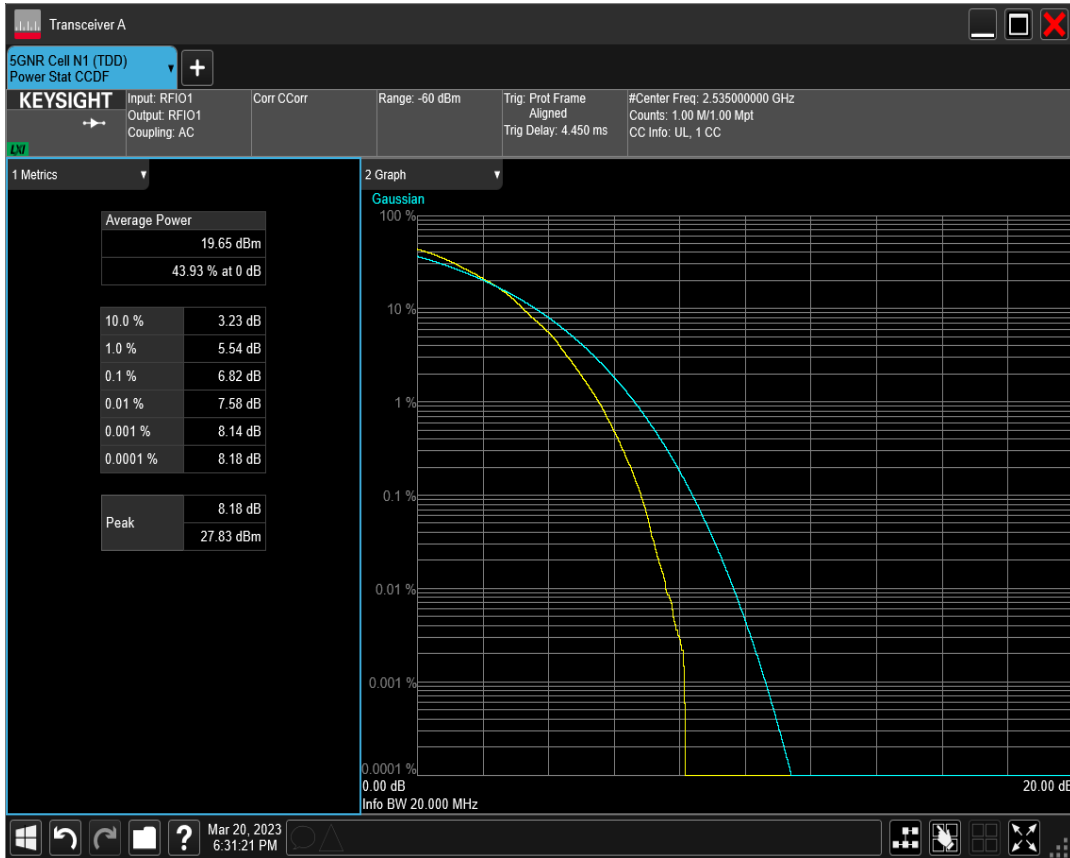 Transceiver A
5GNR Cell N1 (TDD)
Power Stat CCDF
KEYSIGHT
Input: RFIO1
Output: RFIO1
Coupling: AC
Corr CCorr
Range: -60 dBm
Trig: Prot Frame
Aligned
Trig Delay: 4.450 ms
#Center Freq: 2.535000000 GHz
Counts: 1.00 M/1.00 Mpt
CC Info: UL, 1 CC
LXI
1 Metrics
Average Power
19.65 dBm
43.93 % at 0 dB
10.0 % 3.23 dB
1.0 % 5.54 dB
0.1 % 6.82 dB
0.01 % 7.58 dB
0.001 % 8.14 dB
0.0001 % 8.18 dB
Peak
8.18 dB
27.83 dBm
2 Graph
Gaussian
100 %
10 %
1 %
0.1 %
0.01 %
0.001 %
0.0001 %
0.00 dB 20.00 dB
Info BW 20.000 MHz
Mar 20, 2023
6:31:21 PM